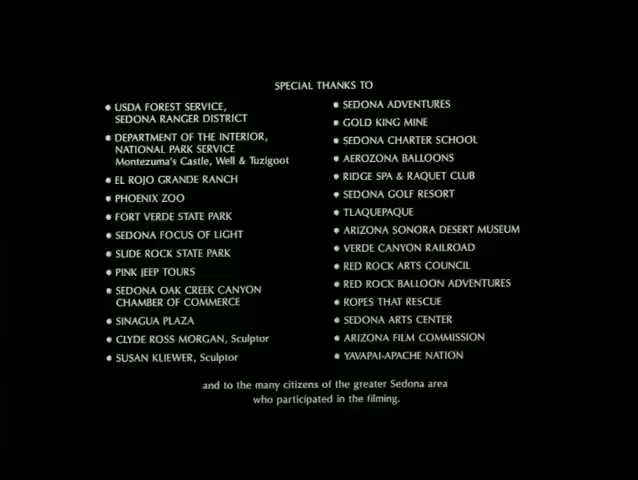 SPECIAL THANKS TO
* USDA FOREST SERVICE,
SEDONA RANGER DISTRICT
* DEPARTMENT OF THE INTERIOR,
NATIONAL PARK SERVICE
Montezuma's Castle, Well & Tuzigoot
* EL ROJO GRANDE RANCH
* PHOENIX ZOO
* FORT VERDE STATE PARK
* SEDONA FOCUS OF LIGHT
* SLIDE ROCK STATE PARK
* PINK JEEP TOURS
* SEDONA OAK CREEK CANYON
CHAMBER OF COMMERCE
* SINAGUA PLAZA
* CLYDE ROSS MORGAN, Sculptor
* SUSAN KLIEWER, Sculptor
* SEDONA ADVENTURES
* GOLD KING MINE
* SEDONA CHARTER SCHOOL
* AEROZONA BALLOONS
* RIDGE SPA & RAQUET CLUB
* SEDONA GOLF RESORT
* TLAQUEPAQUE
* ARIZONA SONORA DESERT MUSEUM
* VERDE CANYON RAILROAD
* RED ROCK ARTS COUNCIL
* RED ROCK BALLOON ADVENTURES
* ROPES THAT RESCUE
* SEDONA ARTS CENTER
* ARIZONA FILM COMMISSION
* YAVAPAI-APACHE NATION
and to the many citizens of the greater Sedona area
who participated in the filming.